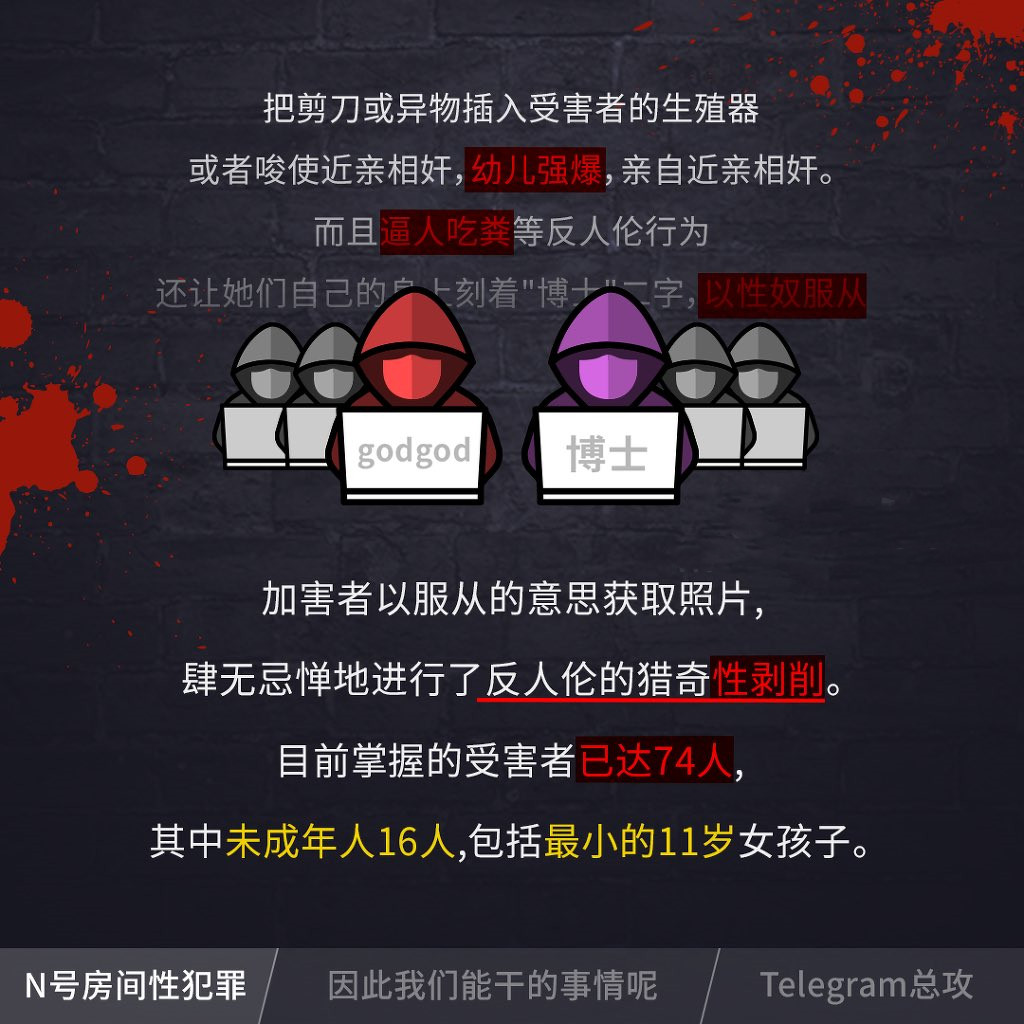 把剪刀或异物插入受害者的生殖器
或者唆使近亲相奸，幼儿强爆，亲自近亲相奸。
而且逼人吃粪等反人伦行为
还让她们自己的身上刻着"博士"二字，以性奴服从
godgod
博士
加害者以服从的意思获取照片，
肆无忌惮地进行了反人伦的猎奇性剥削。
目前掌握的受害者已达74人，
其中未成年人16人,包括最小的11岁女孩子。
N号房间性犯罪
因此我们能干的事情呢
Telegram总攻